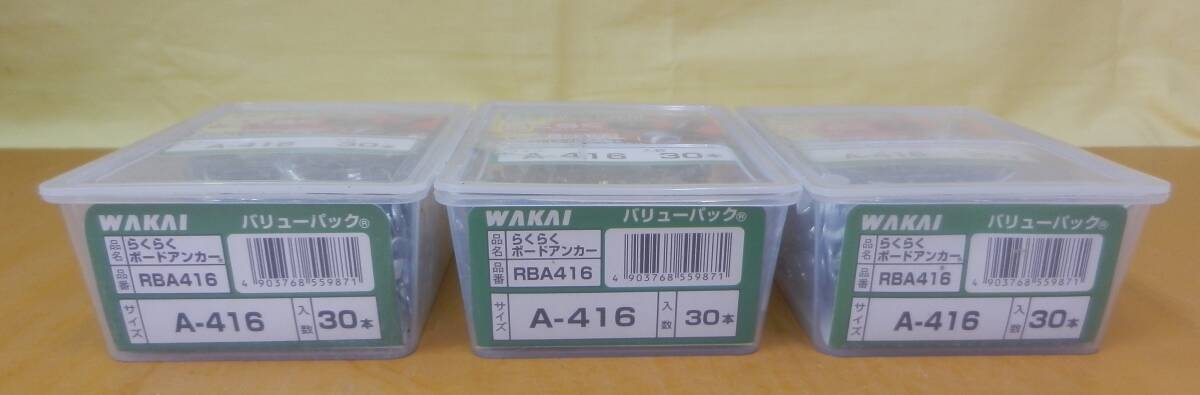 A-416 30本
WAKAI バリューパック®
品名 らくらく
ボードアンカー®
品番 RBA416
4 903768 559871
サイズ A-416 入数 30本
A-416 入数 30本
WAKAI バリューパック®
品名 らくらく
ボードアンカー
品番 RBA416
4 903768 559871
サイズ A-416 入数 30本
A-416 30本
WAKAI バリューパック®
品名 らくらく
ボードアンカー®
品番 RBA416
4 903768 559871
サイズ A-416 入数 30本